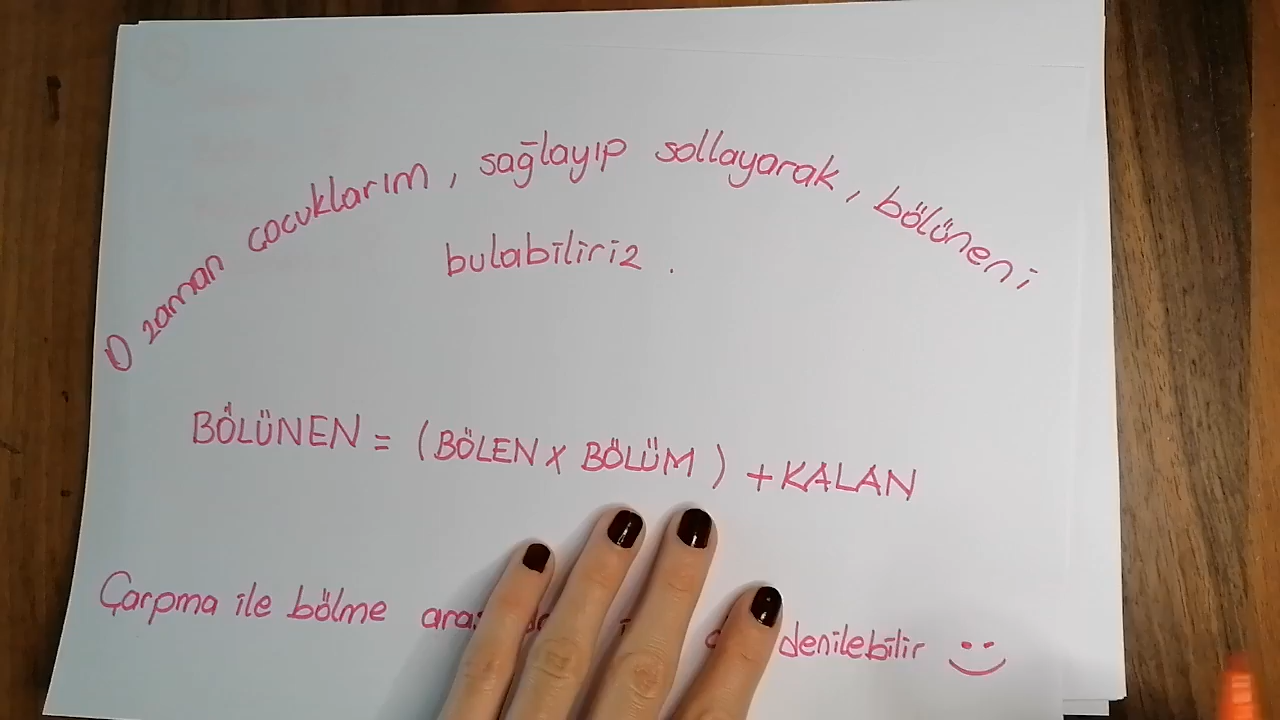 O zaman çocuklarım, sağlayıp sollayarak, bölüneni
bulabiliriz.
BÖLÜNEN = (BÖLEN X BÖLÜM) + KALAN
Çarpma ile bölme denilebilir